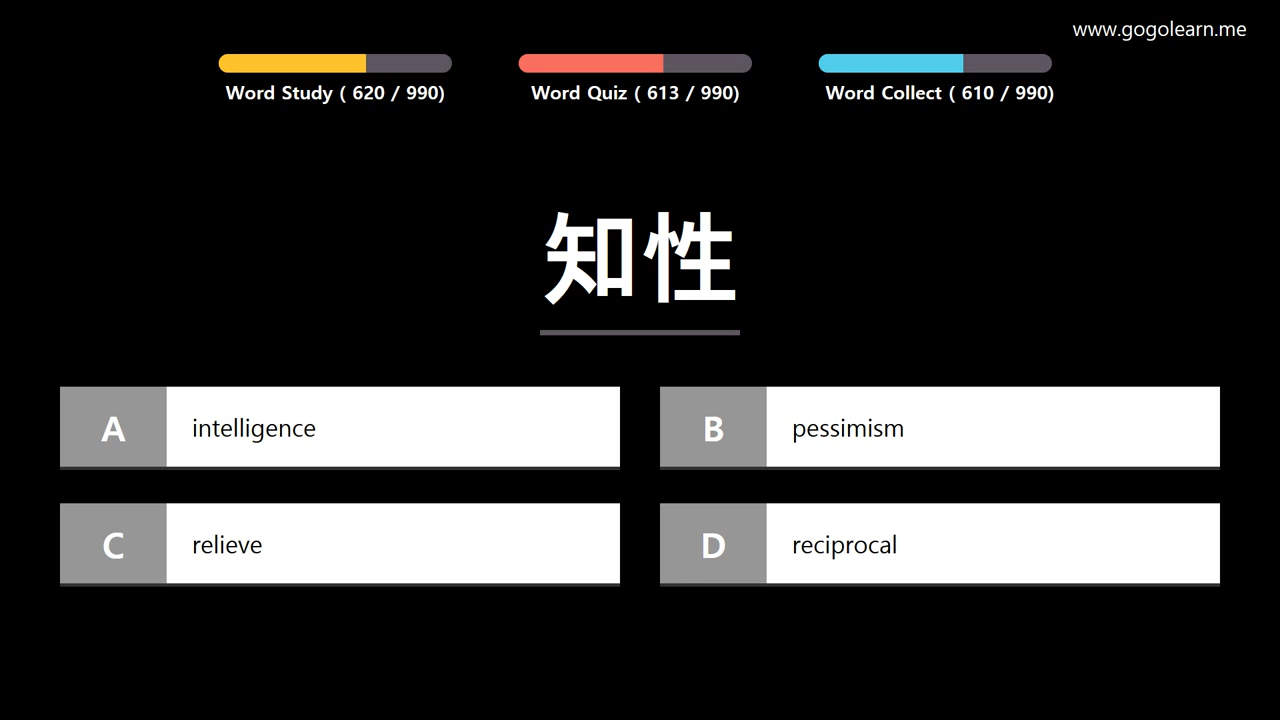 www.gogolearn.me
Word Study ( 620 / 990)
Word Quiz ( 613 / 990)
Word Collect ( 610 / 990)
知性
A intelligence
B pessimism
C relieve
D reciprocal